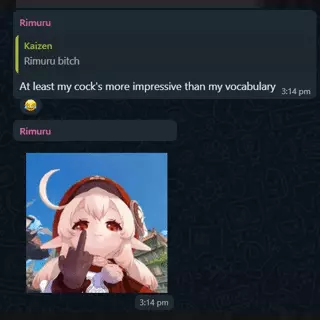 Rimuru
Kaizen
Rimuru bitch
At least my cock's more impressive than my vocabulary
3:14 pm
Rimuru
3:14 pm